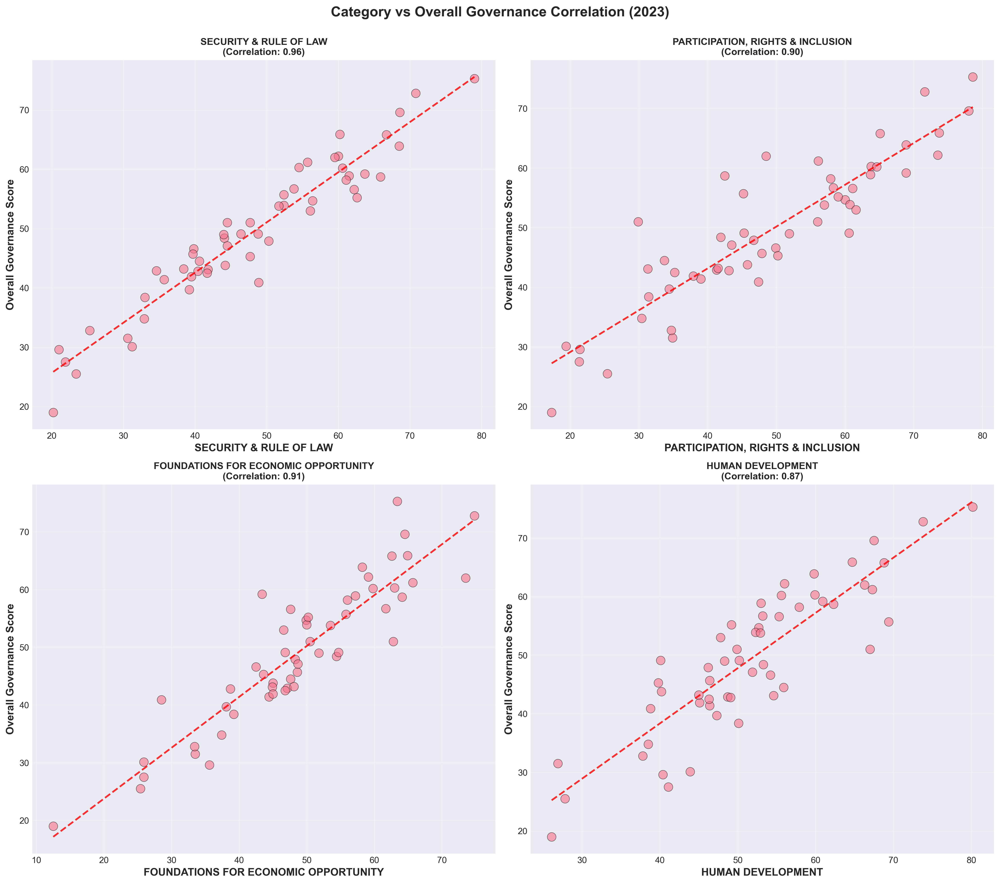 Category vs Overall Governance Correlation (2023)
SECURITY & RULE OF LAW
(Correlation: 0.96)
Overall Governance Score
70
60
50
40
30
20
20 30 40 50 60 70 80
SECURITY & RULE OF LAW
PARTICIPATION, RIGHTS & INCLUSION
(Correlation: 0.90)
Overall Governance Score
70
60
50
40
30
20
20 30 40 50 60 70 80
PARTICIPATION, RIGHTS & INCLUSION
FOUNDATIONS FOR ECONOMIC OPPORTUNITY
(Correlation: 0.91)
Overall Governance Score
70
60
50
40
30
20
10 20 30 40 50 60 70
FOUNDATIONS FOR ECONOMIC OPPORTUNITY
HUMAN DEVELOPMENT
(Correlation: 0.87)
Overall Governance Score
70
60
50
40
30
20
30 40 50 60 70 80
HUMAN DEVELOPMENT